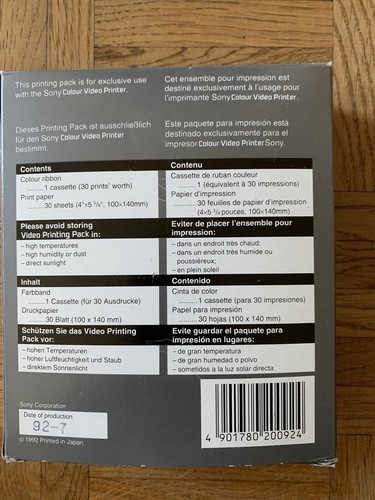 This printing pack is for exclusive use
with the Sony Colour Video Printer.
Cet ensemble pour impression est
destiné exclusivement à l'usage pour
l'imprimante Sony Colour Video Printer.
Dieses Printing Pack ist ausschließlich
für den Sony Colour Video Printer
bestimmt.
Este paquete para impresión está
destinado exclusivamente para el
impresor Colour Video Printer Sony.
Contents
Colour ribbon
..........1 cassette (30 prints' worth)
Print paper
..........30 sheets (4"×5 5/8", 100×140mm)
Please avoid storing
Video Printing Pack in:
–high temperatures
–high humidity or dust
–direct sunlight
Contenu
Cassette de ruban couleur
..........1 (équivalent à 30 impressions)
Papier d'impression
..........30 feuilles de papier d'impression
(4×5 5/8 pouces, 100×140mm)
Eviter de placer l'ensemble pour
impression:
–dans un endroit très chaud;
–dans un endroit très humide ou
poussiéreux;
–en plein soleil
Inhalt
Farbband
..........1 Cassette (für 30 Ausdrucke)
Druckpapier
..........30 Blatt (100 x 140 mm)
Schützen Sie das Video Printing
Pack vor:
–hohen Temperaturen
–hoher Luftfeuchtigkeit und Staub
–direktem Sonnenlicht
Contenido
Cinta de color
..........1 cassette (para 30 impresiones)
Papel para impresión
..........30 hojas (100 x 140 mm)
Evite guardar el paquete para
impresión en lugares:
–de gran temperatura
–de gran humedad o polvo
–sometidos a la luz solar directa
Sony Corporation
Date of production
92-7
© 1992 Printed in Japan
4 901780 200924